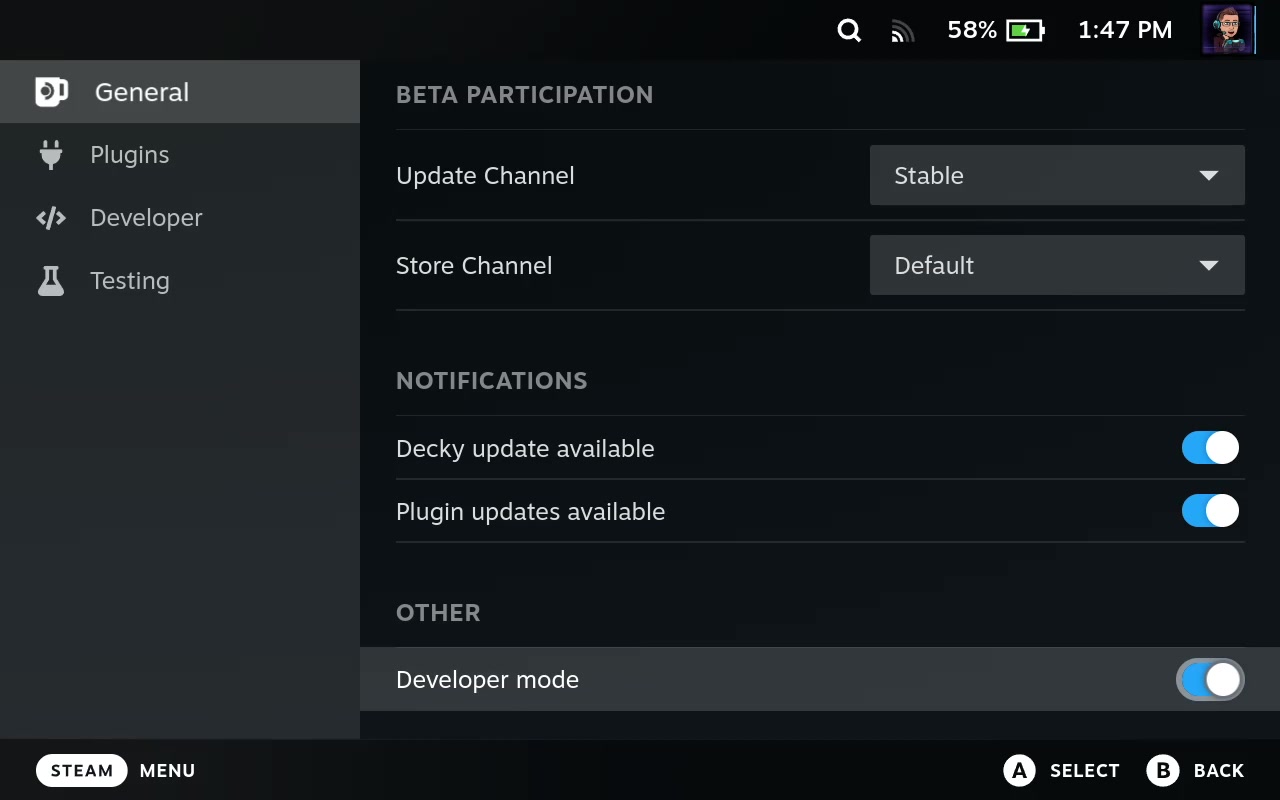 58% 1:47 PM
General
Plugins
Developer
Testing
BETA PARTICIPATION
Update Channel Stable
Store Channel Default
NOTIFICATIONS
Decky update available
Plugin updates available
OTHER
Developer mode
STEAM MENU A SELECT B BACK